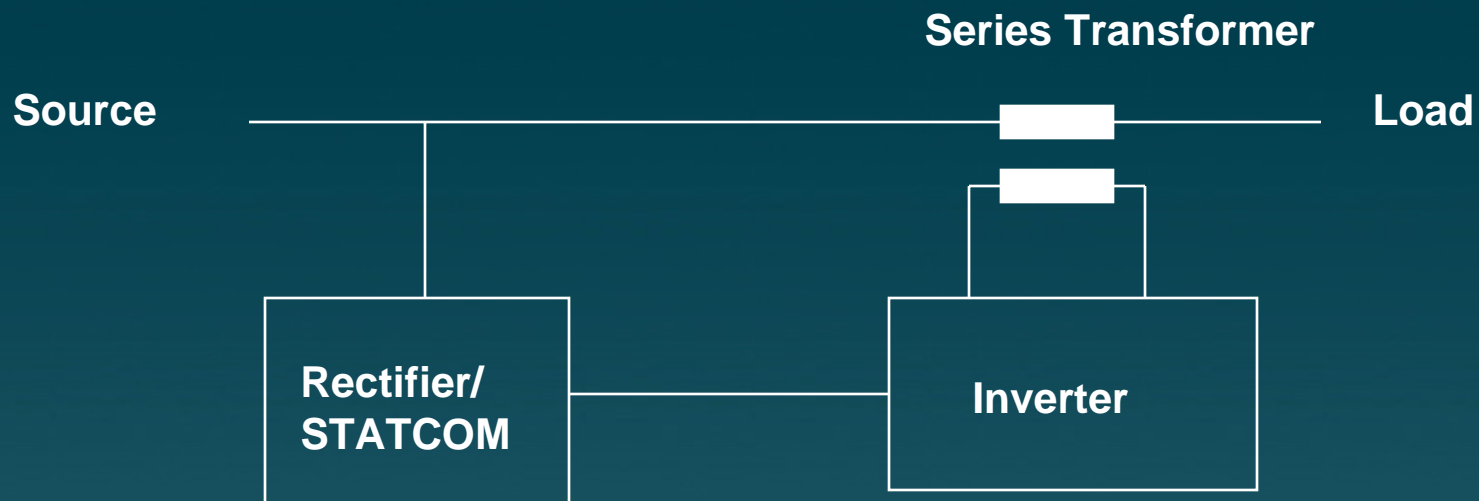 Series Transformer
Source
Load
Rectifier/
STATCOM
Inverter